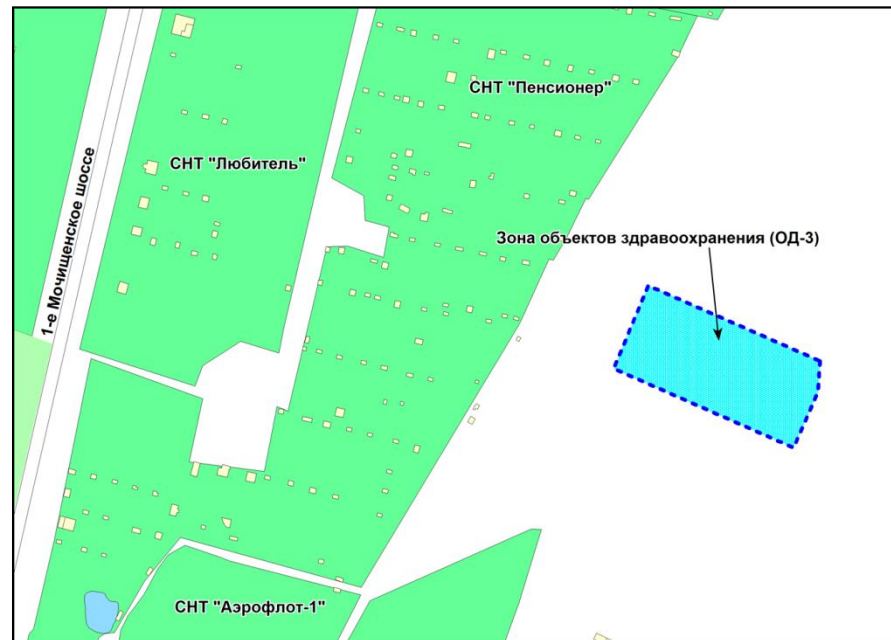 СНТ "Пенсионер"
СНТ "Любитель"
Зона объектов здравоохранения (ОД-3)
1-е Мочищенское шоссе
СНТ "Аэрофлот-1"